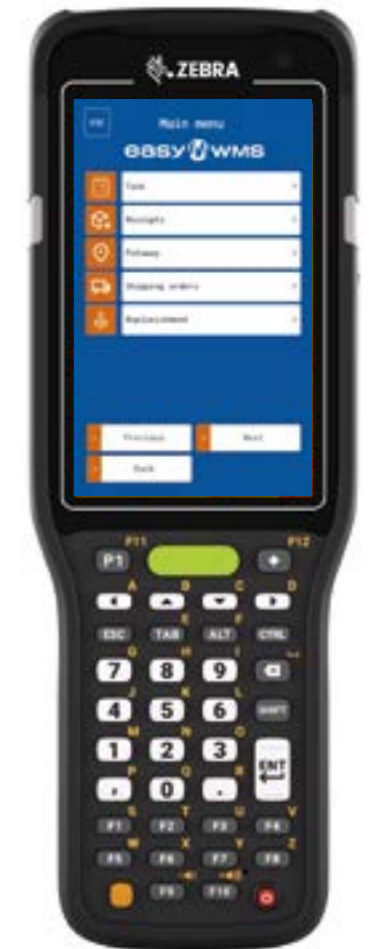 ZEBRA
Main menu
easy wms
Task
Receipts
Putaway
Shipping orders
Replenishment
Previous
Next
Back
F11 F12
P1
A B C D
E F
ESC TAB ALT CTRL
G H I
7 8 9
J K L
4 5 6 SHIFT
M N O
1 2 3 ENT
P Q R
, 0 .
S T U V
F1 F2 F3 F4
W X Y Z
F5 F6 F7 F8
F9 F10